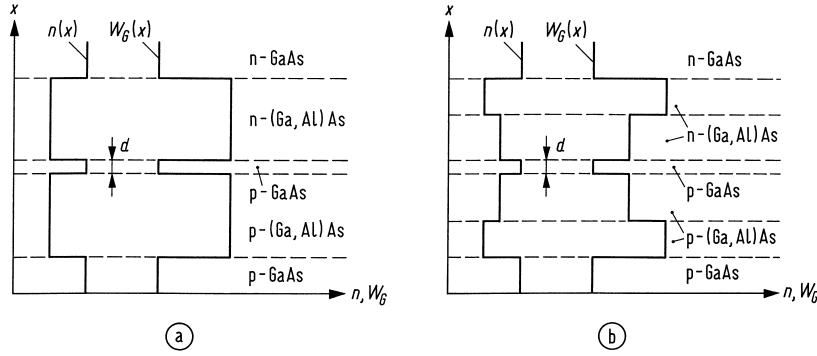 x
n(x)
W_G(x)
n-GaAs
n-(Ga,Al)As
d
p-GaAs
p-(Ga,Al)As
p-GaAs
n, W_G
a
x
n(x)
W_G(x)
n-GaAs
n-(Ga,Al)As
d
p-GaAs
p-(Ga,Al)As
p-GaAs
n, W_G
b